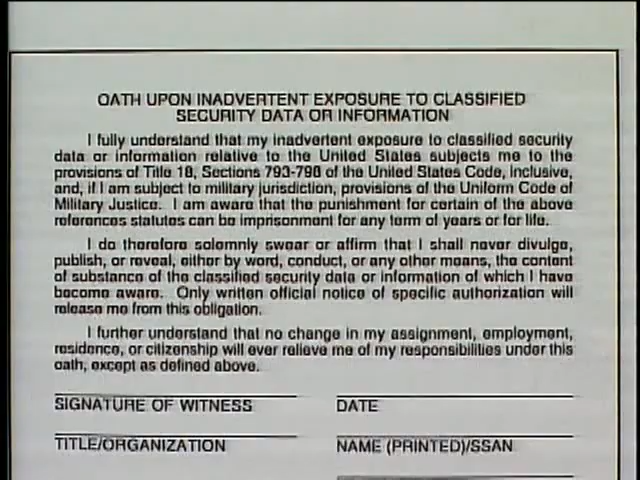 OATH UPON INADVERTENT EXPOSURE TO CLASSIFIED
SECURITY DATA OR INFORMATION
I fully understand that my inadvertent exposure to classified security
data or information relative to the United States subjects me to the
provisions of Title 18, Sections 793-798 of the United States Code, inclusive,
and, if I am subject to military jurisdiction, provisions of the Uniform Code of
Military Justice. I am aware that the punishment for certain of the above
references statutes can be imprisonment for any term of years or for life.
I do therefore solemnly swear or affirm that I shall never divulge,
publish, or reveal, either by word, conduct, or any other means, the content
of substance of the classified security data or information of which I have
become aware. Only written official notice of specific authorization will
release me from this obligation.
I further understand that no change in my assignment, employment,
residence, or citizenship will ever relieve me of my responsibilities under this
oath, except as defined above.
SIGNATURE OF WITNESS DATE
TITLE/ORGANIZATION NAME (PRINTED)/SSAN